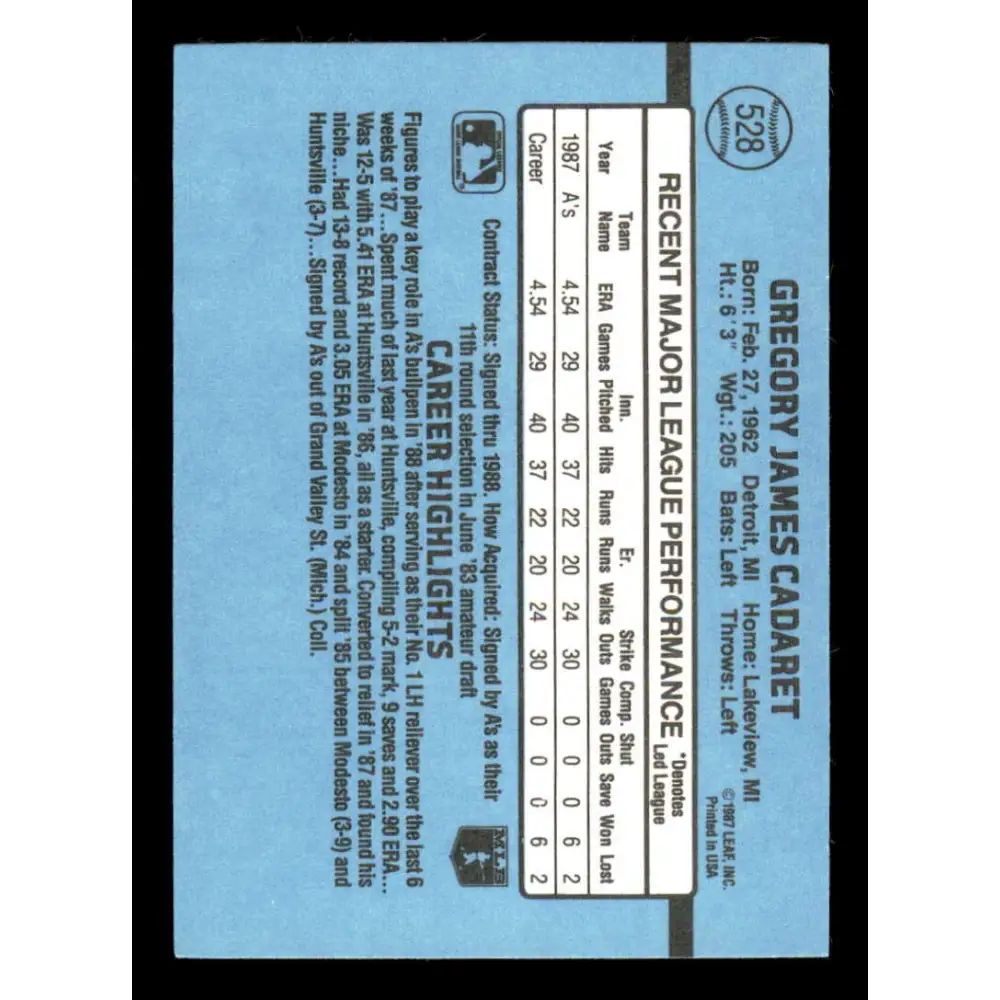 528
GREGORY JAMES CADARET
Born: Feb. 27, 1962 Detroit, MI Home: Lakeview, MI
Ht.: 6'3" Wgt.: 205 Bats: Left Throws: Left
©1987 LEAF, INC.
Printed in USA
RECENT MAJOR LEAGUE PERFORMANCE *Denotes Led League
Team Inn. Er. Strike Comp. Shut
Year Name ERA Games Pitched Hits Runs Runs Walks Outs Games Outs Save Won Lost
1987 A's 4.54 29 40 37 22 20 24 30 0 0 0 6 2
Career 4.54 29 40 37 22 20 24 30 0 0 0 6 2
Contract Status: Signed thru 1988. How Acquired: Signed by A's as their
11th round selection in June '83 amateur draft
MLB
CAREER HIGHLIGHTS
Figures to play a key role in A's bullpen in '88 after serving as their No. 1 LH reliever over the last 6
weeks of '87...Spent much of last year at Huntsville, compiling 5-2 mark, 9 saves and 2.90 ERA...
Was 12-5 with 5.41 ERA at Huntsville in '86, all as a starter. Converted to relief in '87 and found his
niche...Had 13-8 record and 3.05 ERA at Modesto in '84 and split '85 between Modesto (3-9) and
Huntsville (3-7)...Signed by A's out of Grand Valley St. (Mich.) Coll.